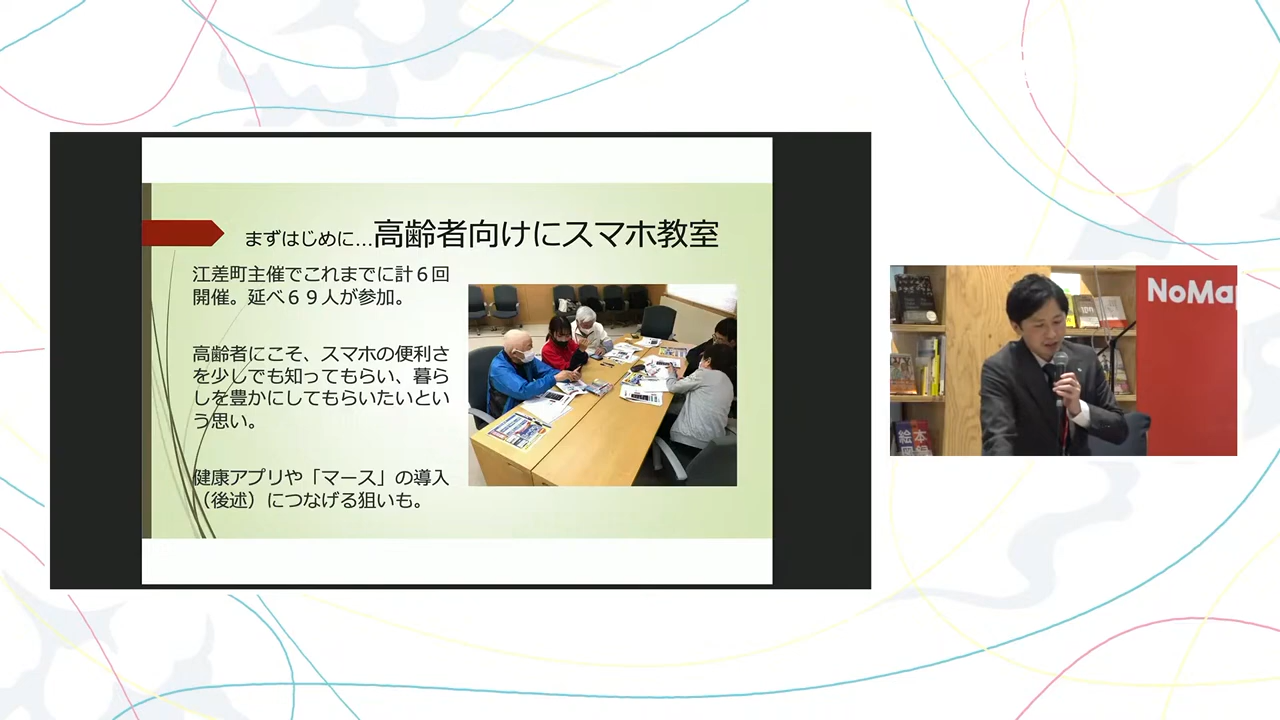 まずはじめに…高齢者向けにスマホ教室
江差町主催でこれまでに計６回
開催。延べ６９人が参加。
高齢者にこそ、スマホの便利さ
を少しでも知ってもらい、暮ら
しを豊かにしてもらいたいとい
う思い。
健康アプリや「マース」の導入
（後述）につなげる狙いも。
NoMap
絵本